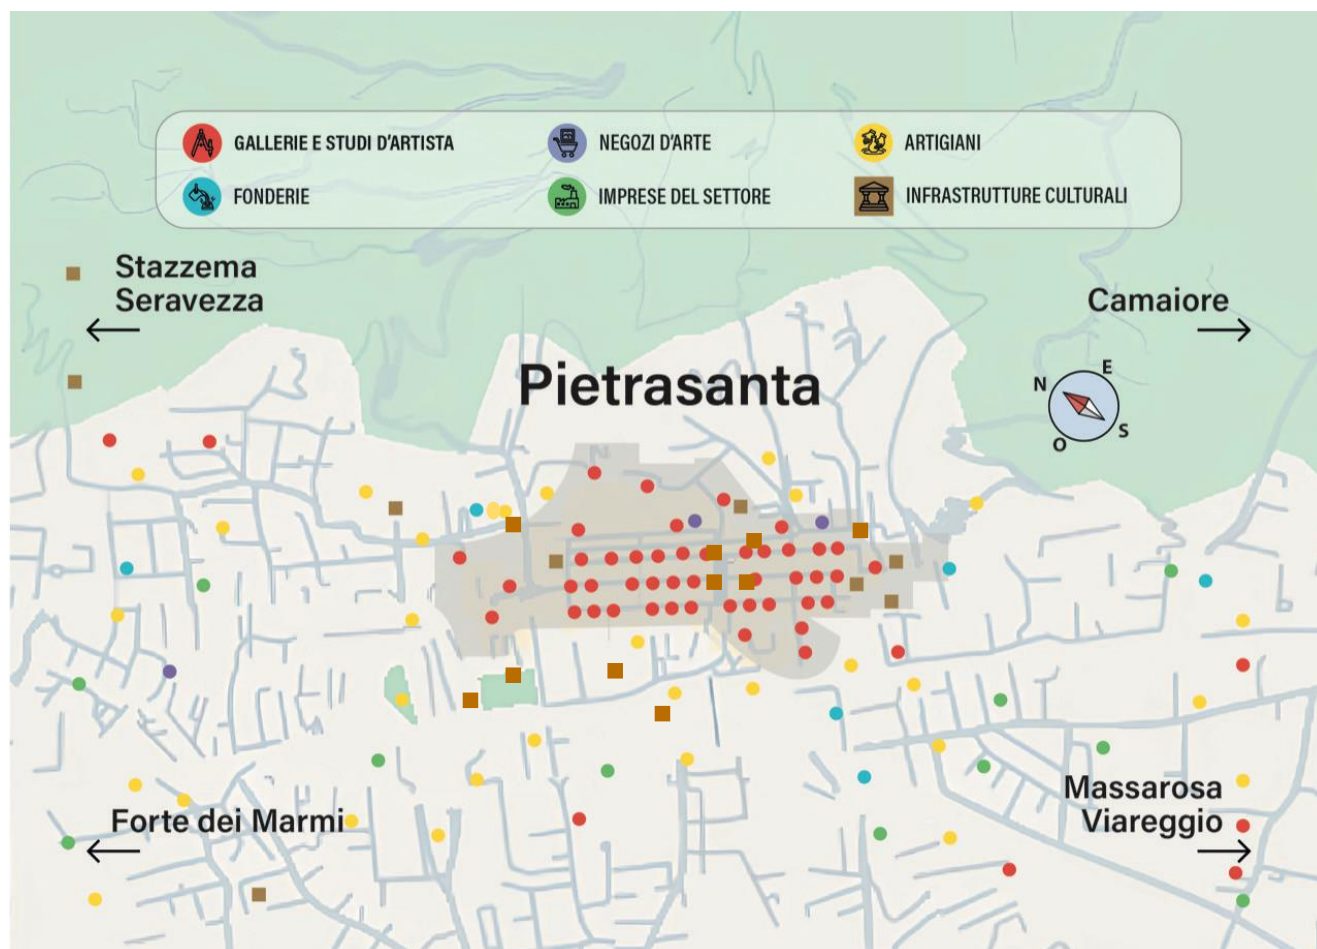 GALLERIE E STUDI D'ARTISTA
NEGOZI D'ARTE
ARTIGIANI
FONDERIE
IMPRESE DEL SETTORE
INFRASTRUTTURE CULTURALI
Stazzema
Seravezza
Camaiore
Pietrasanta
E
N
S
O
Massarosa
Viareggio
Forte dei Marmi